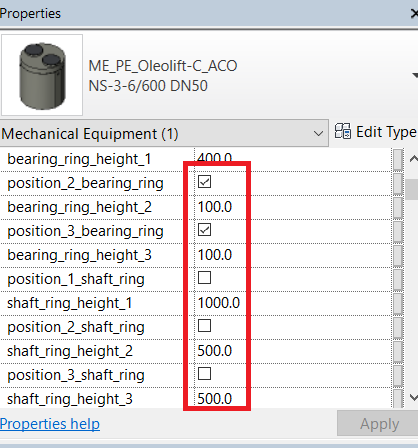 Properties
ME_PE_Oleolift-C_ACO
NS-3-6/600 DN50
Mechanical Equipment (1)
Edit Type
bearing_ring_height_1 400.0
position_2_bearing_ring
bearing_ring_height_2 100.0
position_3_bearing_ring
bearing_ring_height_3 100.0
position_1_shaft_ring
shaft_ring_height_1 1000.0
position_2_shaft_ring
shaft_ring_height_2 500.0
position_3_shaft_ring
shaft_ring_height_3 500.0
Properties help
Apply